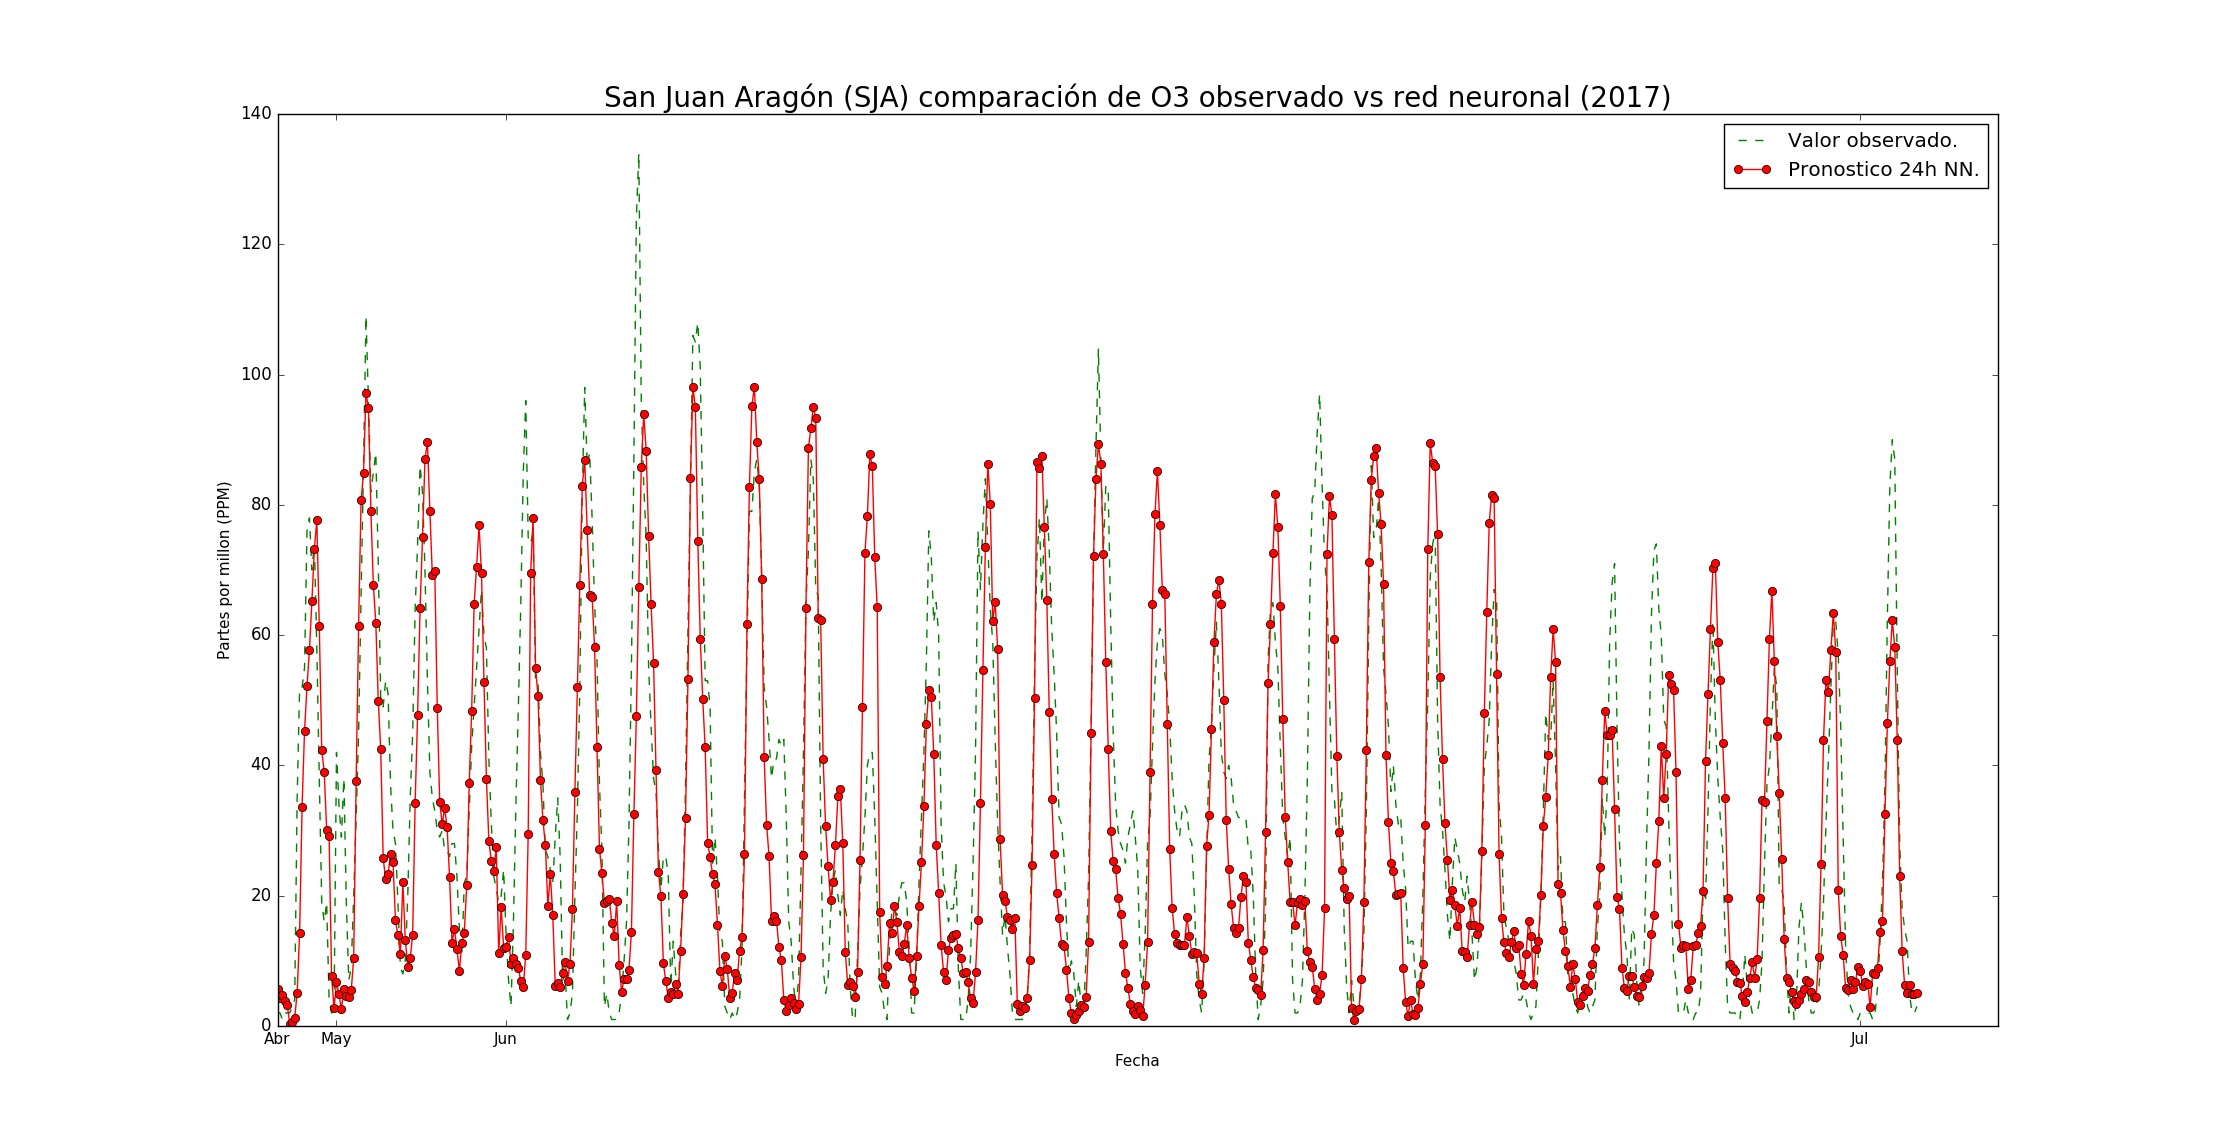 San Juan Aragón (SJA) comparación de O3 observado vs red neuronal (2017)
Valor observado.
Pronostico 24h NN.
140
120
100
80
60
40
20
0
Partes por millon (PPM)
Abr May Jun Jul
Fecha